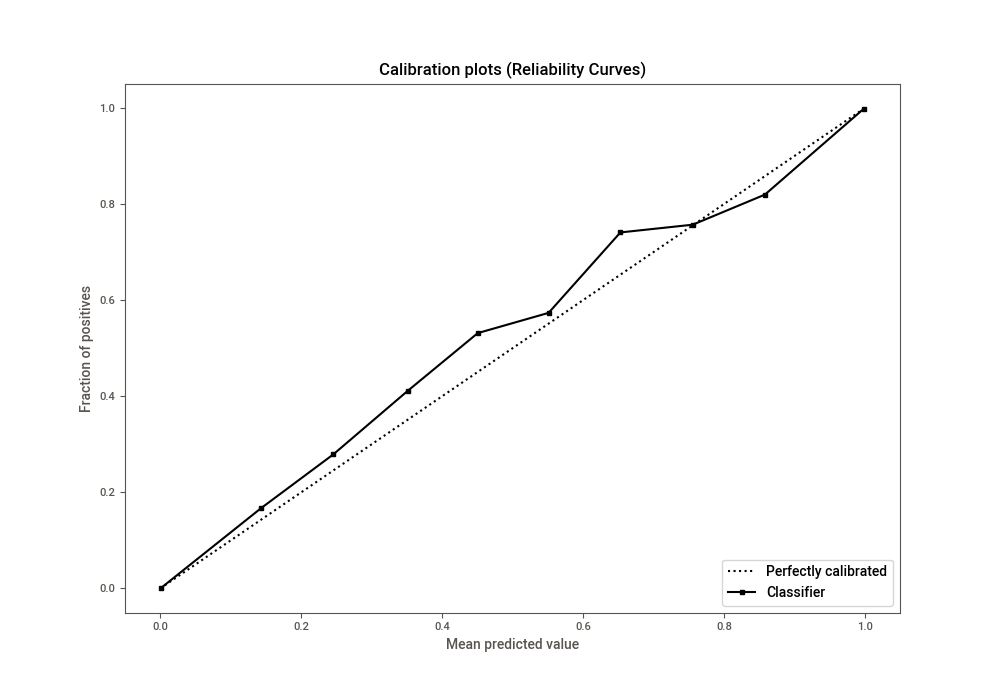 Calibration plots (Reliability Curves)
1.0
0.8
0.6
0.4
0.2
0.0
Fraction of positives
0.0 0.2 0.4 0.6 0.8 1.0
Mean predicted value
Perfectly calibrated
Classifier